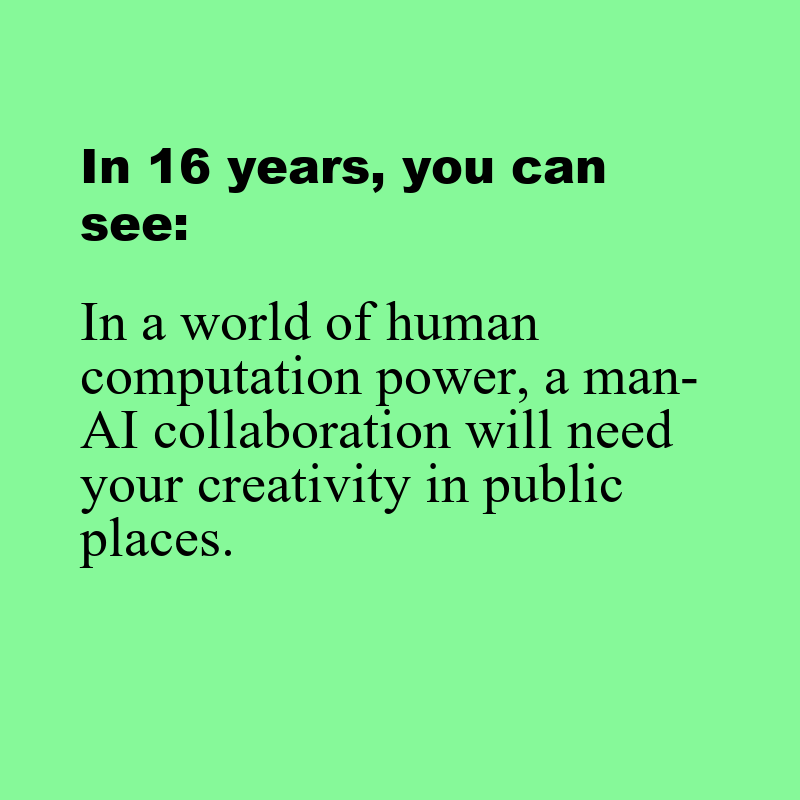 In 16 years, you can
see:
In a world of human
computation power, a man-
AI collaboration will need
your creativity in public
places.